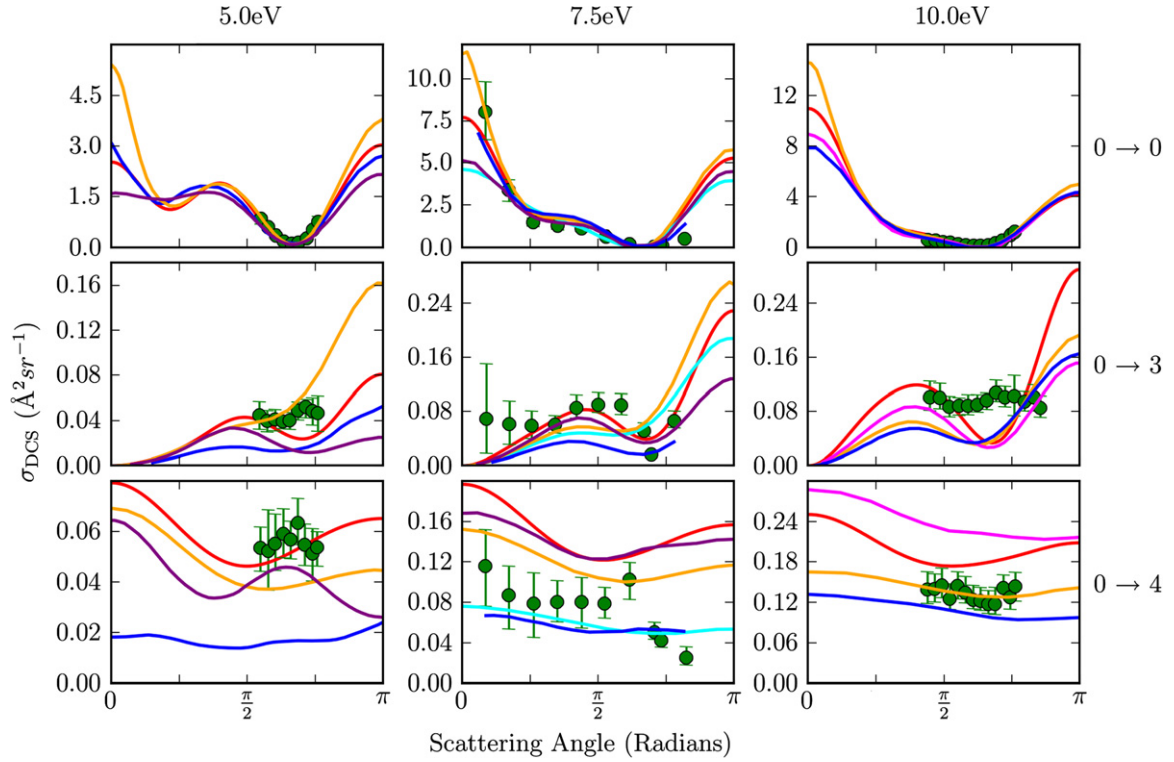 5.0eV 7.5eV 10.0eV
4.5 3.0 1.5 0.0
10.0 7.5 5.0 2.5 0.0
12 8 4 0
0 → 0
0.16 0.12 0.08 0.04 0.00
0.24 0.16 0.08 0.00
0.24 0.16 0.08 0.00
0 → 3
σDCS (Å²sr⁻¹)
0.06 0.04 0.02 0.00
0.16 0.12 0.08 0.04 0.00
0.24 0.18 0.12 0.06 0.00
0 → 4
0 π/2 π 0 π/2 π 0 π/2 π
Scattering Angle (Radians)